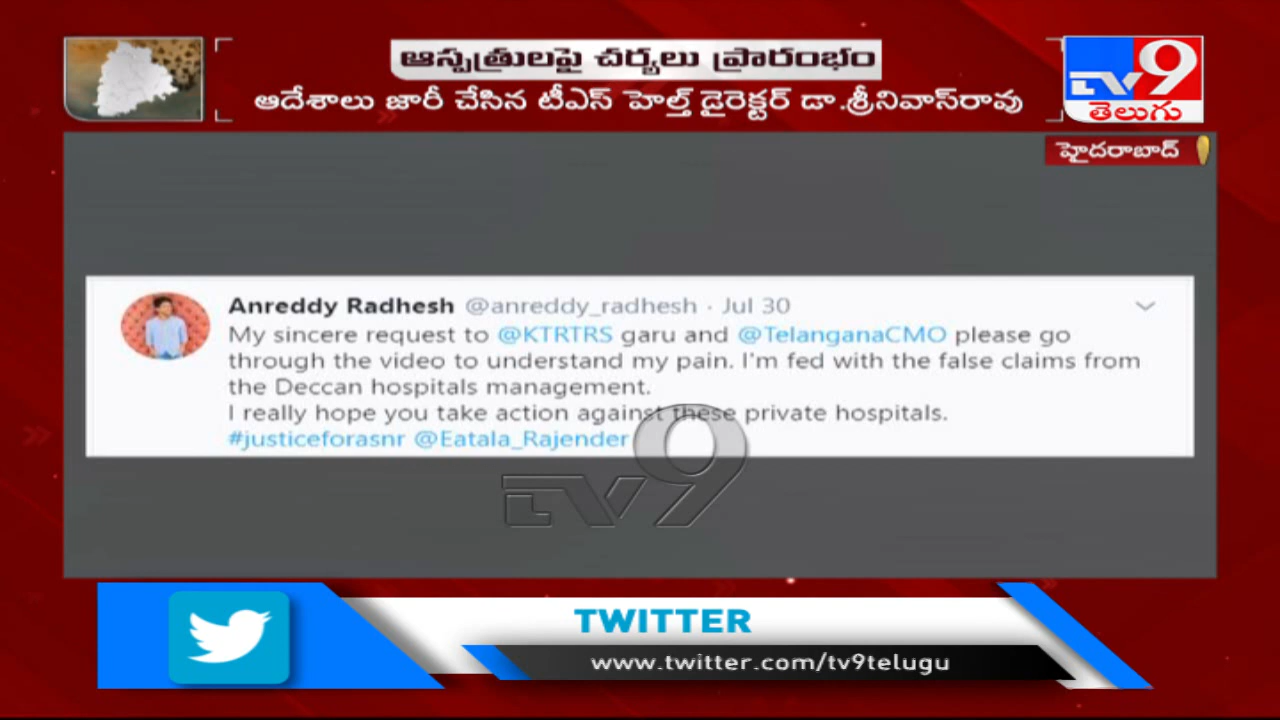 ఆస్పత్రులపై చర్యలు ప్రారంభం
ఆదేశాలు జారీ చేసిన టీఎస్ హెల్త్ డైరెక్టర్ డా.శ్రీనివాస్‌రావు
TV9
తెలుగు
హైదరాబాద్
Anreddy Radhesh @anreddy_radhesh · Jul 30
My sincere request to @KTRTRS garu and @TelanganaCMO please go
through the video to understand my pain. I'm fed with the false claims from
the Deccan hospitals management.
I really hope you take action against these private hospitals.
#justiceforasnr @Eatala_Rajender
TV9
TWITTER
www.twitter.com/tv9telugu